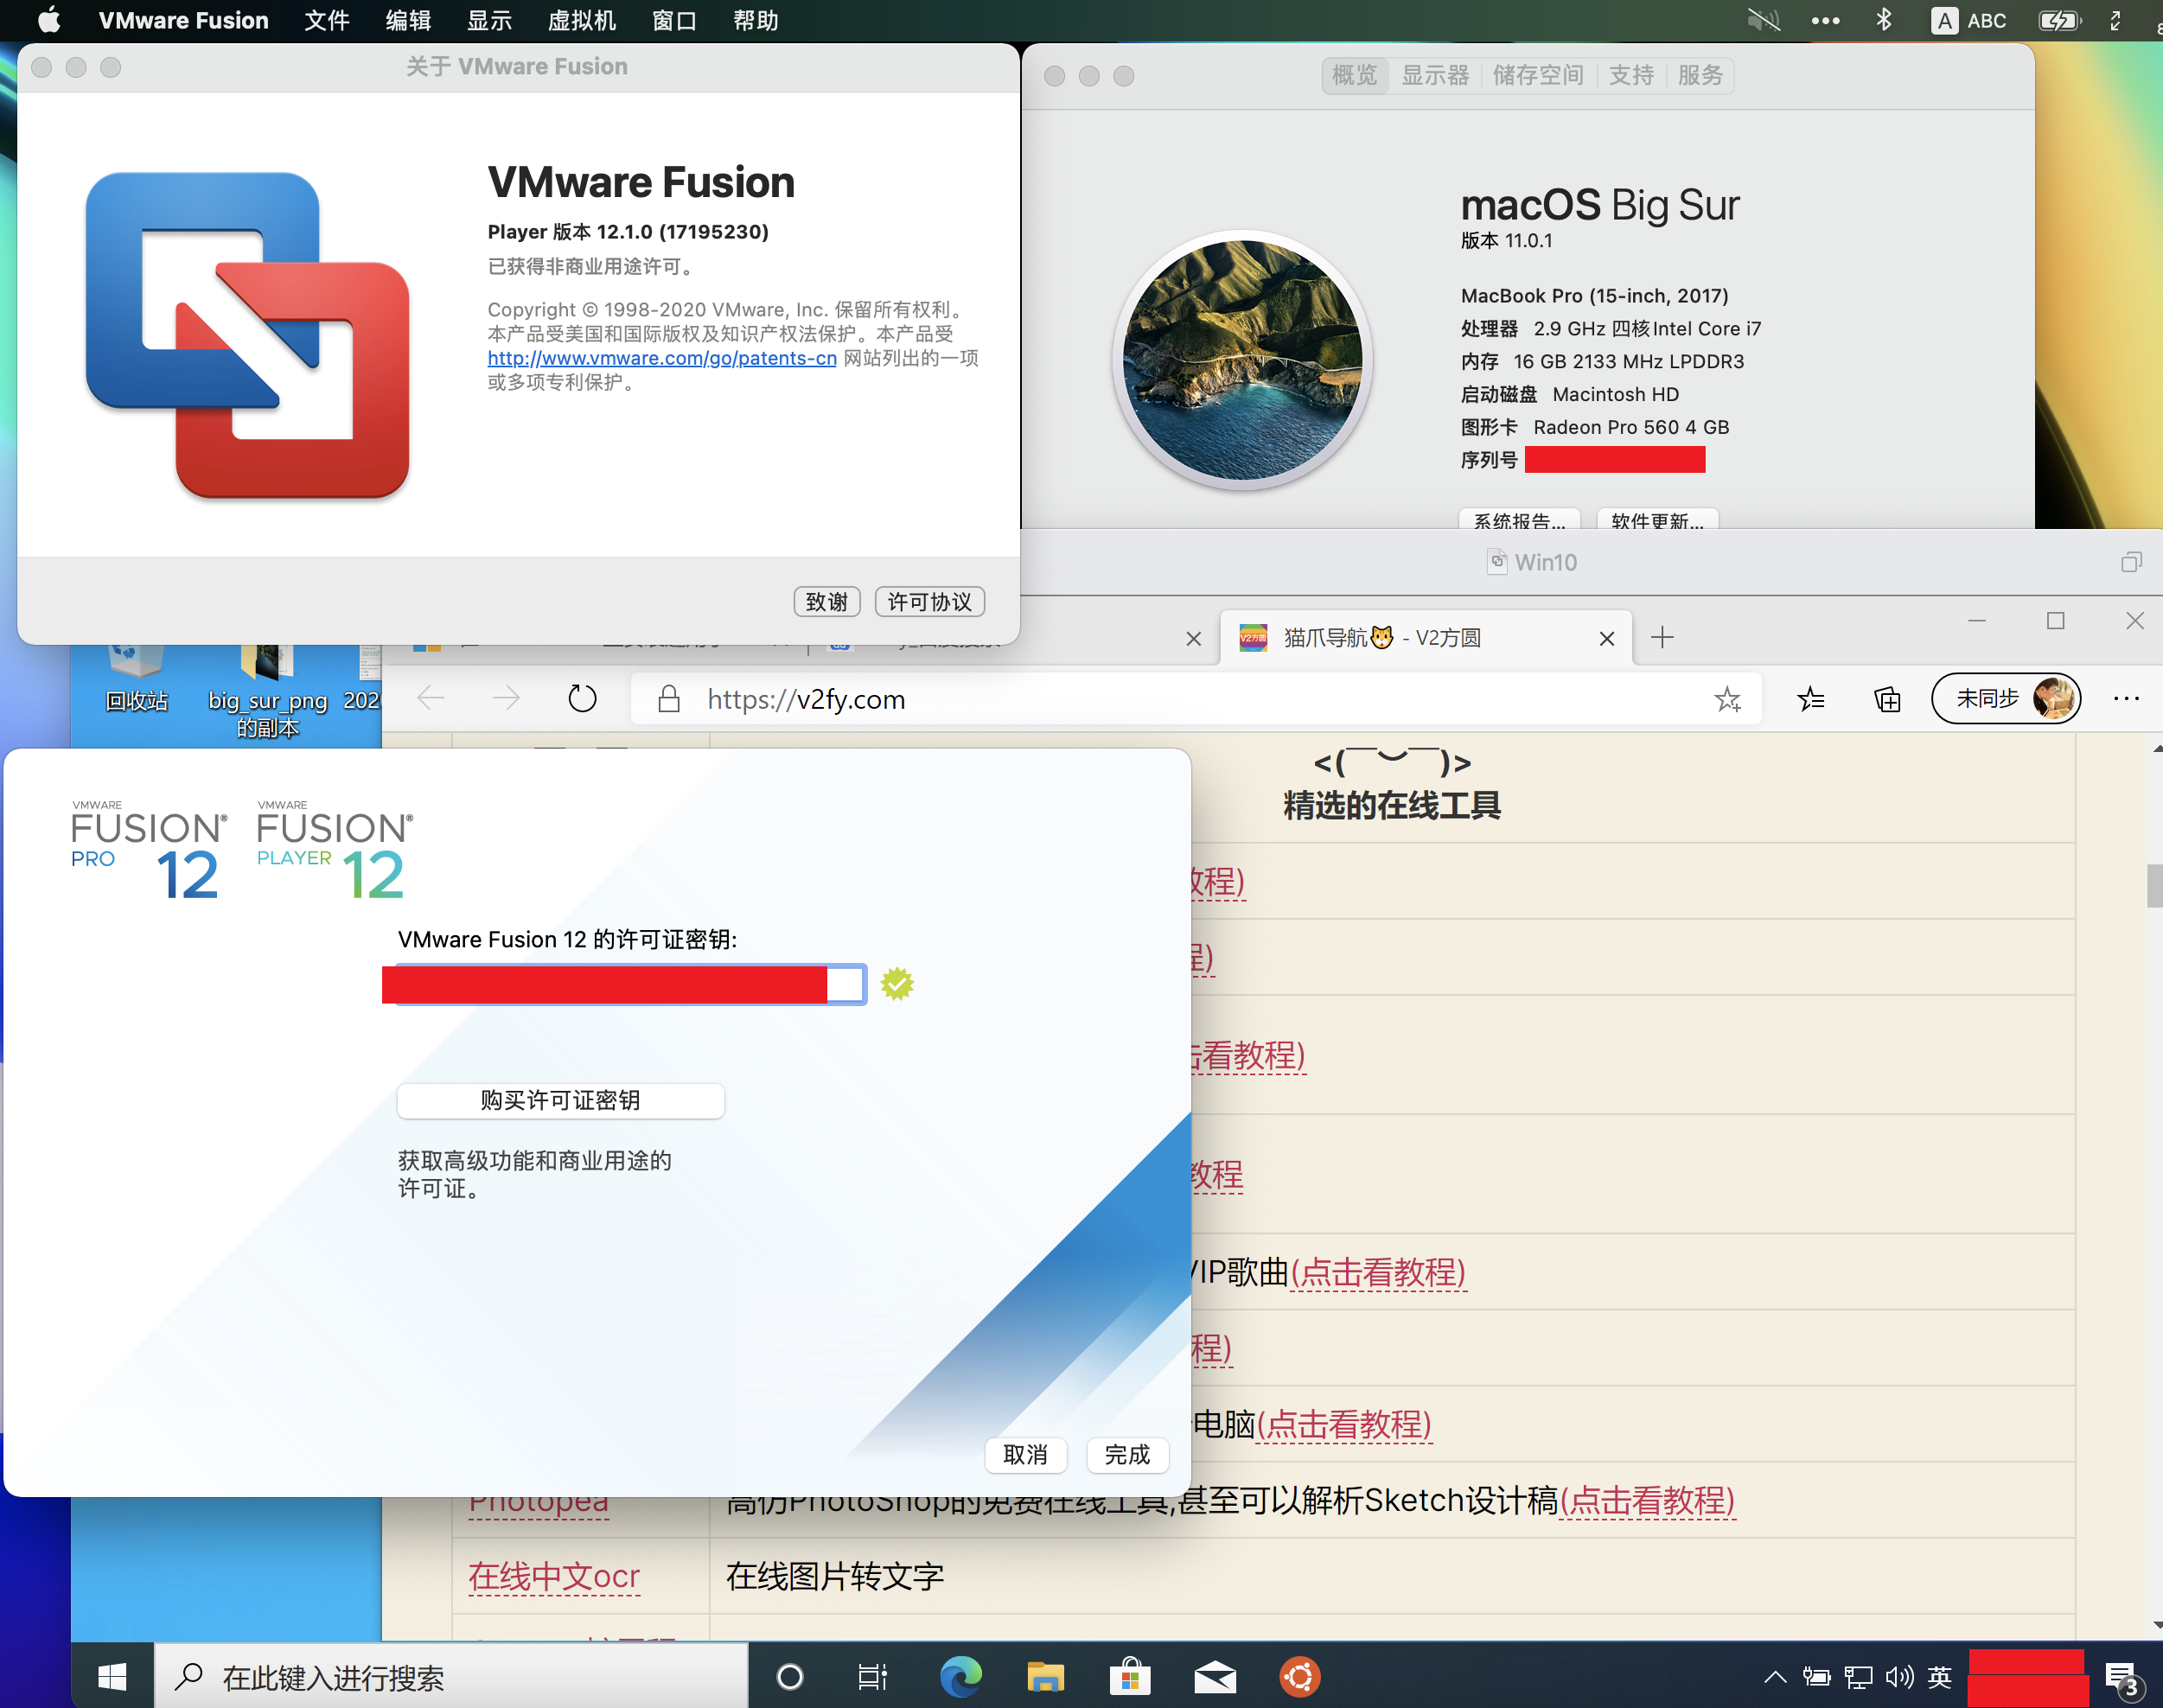 VMware Fusion 文件 编辑 显示 虚拟机 窗口 帮助
A ABC
关于 VMware Fusion
VMware Fusion
Player 版本 12.1.0 (17195230)
已获得非商业用途许可。
Copyright © 1998-2020 VMware, Inc. 保留所有权利。
本产品受美国和国际版权及知识产权法保护。本产品受
http://www.vmware.com/go/patents-cn 网站列出的一项
或多项专利保护。
致谢 许可协议
概览 显示器 储存空间 支持 服务
macOS Big Sur
版本 11.0.1
MacBook Pro (15-inch, 2017)
处理器 2.9 GHz 四核Intel Core i7
内存 16 GB 2133 MHz LPDDR3
启动磁盘 Macintosh HD
图形卡 Radeon Pro 560 4 GB
序列号
系统报告... 软件更新...
Win10
V2方圆
猫爪导航🐱 - V2方圆
https://v2fy.com
未同步
回收站
big_sur_png
的副本
202
<(￣︶￣)>
精选的在线工具
教程)
程)
击看教程)
教程
VIP歌曲(点击看教程)
程)
电脑(点击看教程)
Photopea 高仿PhotoShop的免费在线工具,甚至可以解析Sketch设计稿(点击看教程)
在线中文ocr 在线图片转文字
VMWARE
FUSION®
PRO 12
VMWARE
FUSION®
PLAYER 12
VMware Fusion 12 的许可证密钥:
购买许可证密钥
获取高级功能和商业用途的
许可证。
取消 完成
在此键入进行搜索
英
3